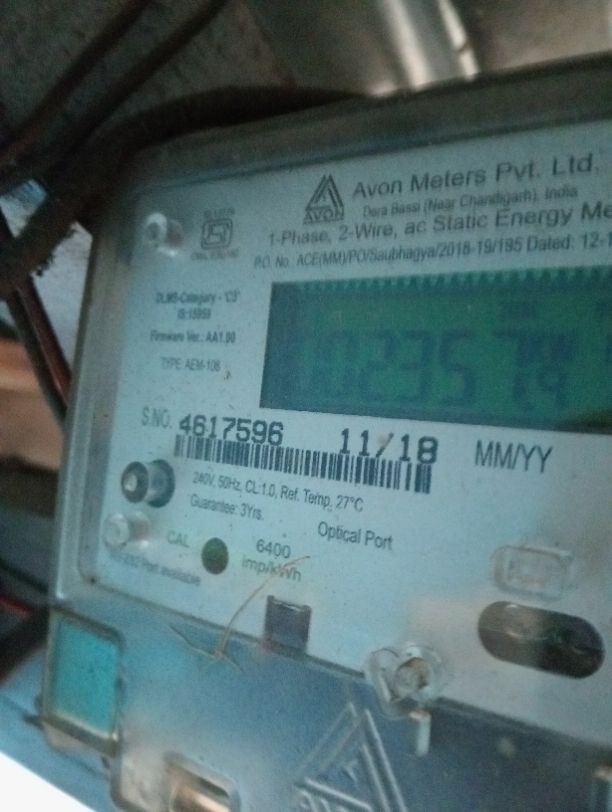 Avon Meters Pvt. Ltd.
AVON
Dera Bassi (Near Chandigarh), India
1-Phase, 2-Wire, ac Static Energy Me
P.O. No. ACE(MM)/PO/Saubhagya/2018-19/195 Dated: 12-1
DLMS-Category - 'C3'
IS:15959
Firmware Ver.: AA1.00
TYPE: AEM-108
S.NO. 4617596 11/18 MM/YY
240V, 50Hz, CL:1.0, Ref. Temp. 27°C
Guarantee: 3Yrs.
Optical Port
CAL
6400
imp/kWh
Port available